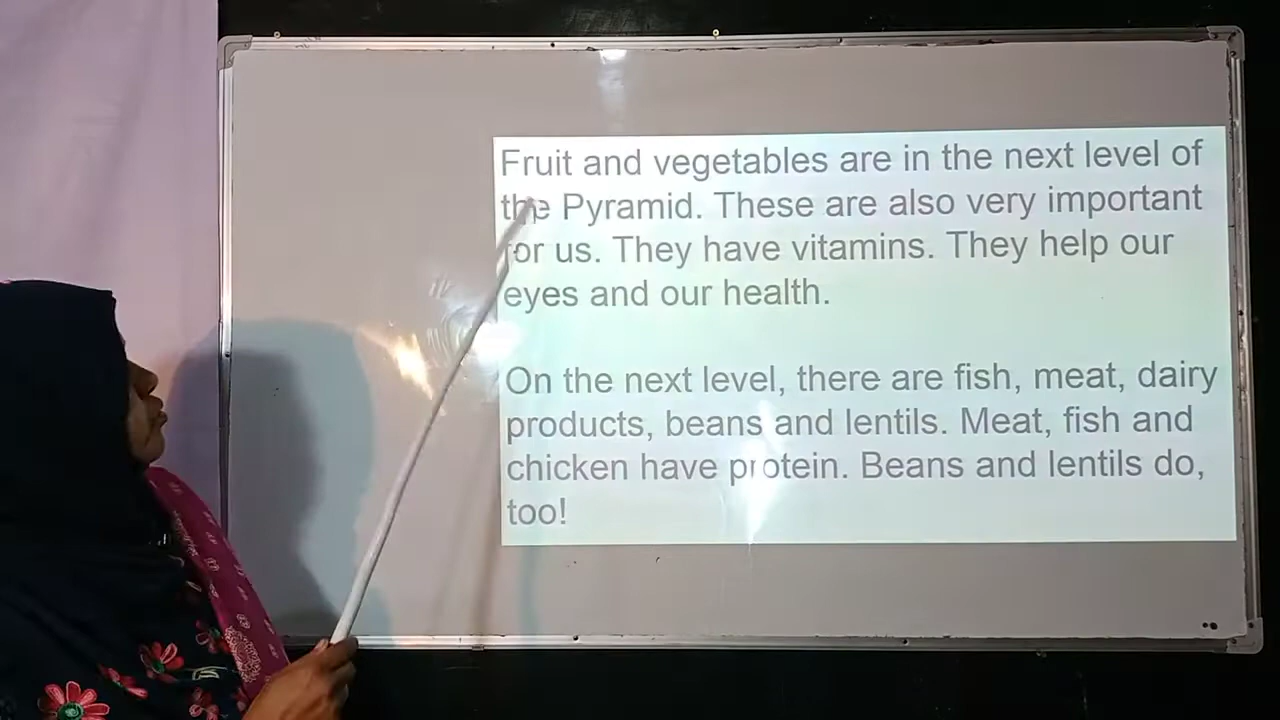 Fruit and vegetables are in the next level of
the Pyramid. These are also very important
for us. They have vitamins. They help our
eyes and our health.
On the next level, there are fish, meat, dairy
products, beans and lentils. Meat, fish and
chicken have protein. Beans and lentils do,
too!